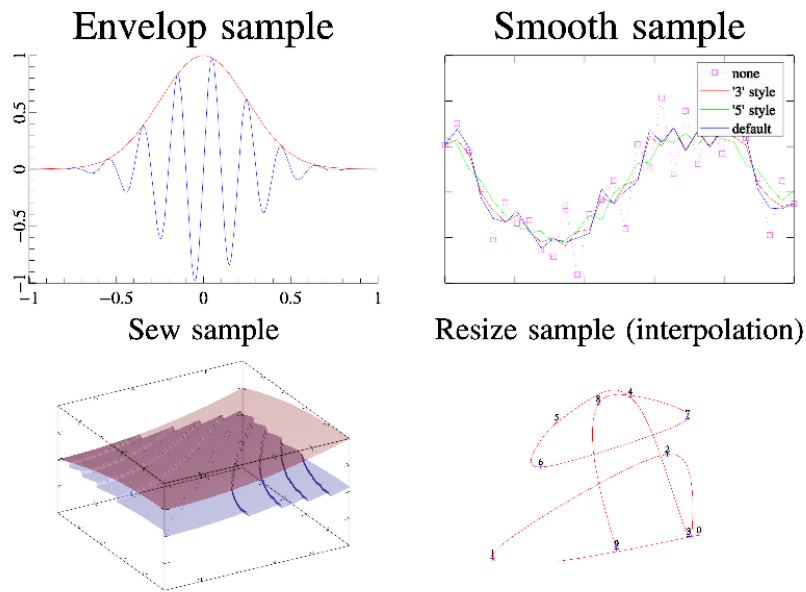 Envelop sample
Smooth sample
1
0.5
0
−0.5
−1
−1 −0.5 0 0.5 1
none
'3' style
'5' style
default
Sew sample
Resize sample (interpolation)
8 4
5 7
6 2
3 0
1 9